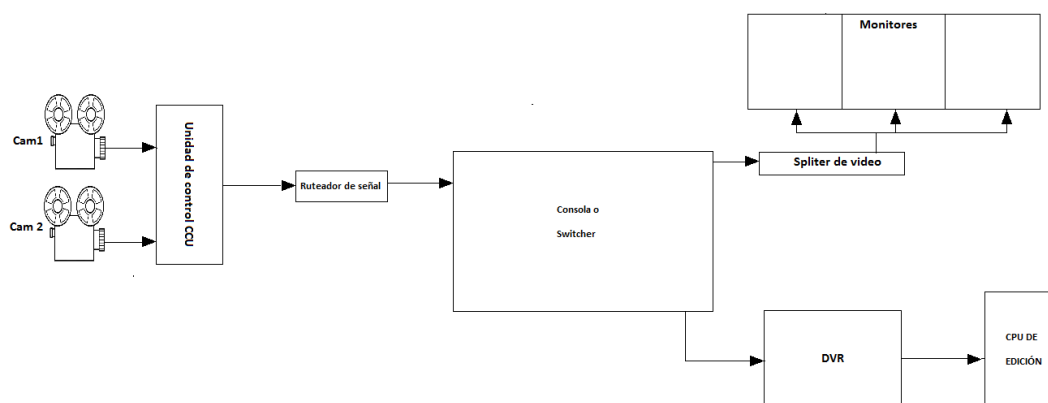 Monitores
Cam1
Unidad de control CCU
Spliter de video
Ruteador de señal
Consola o
Switcher
Cam 2
DVR
CPU DE
EDICIÓN